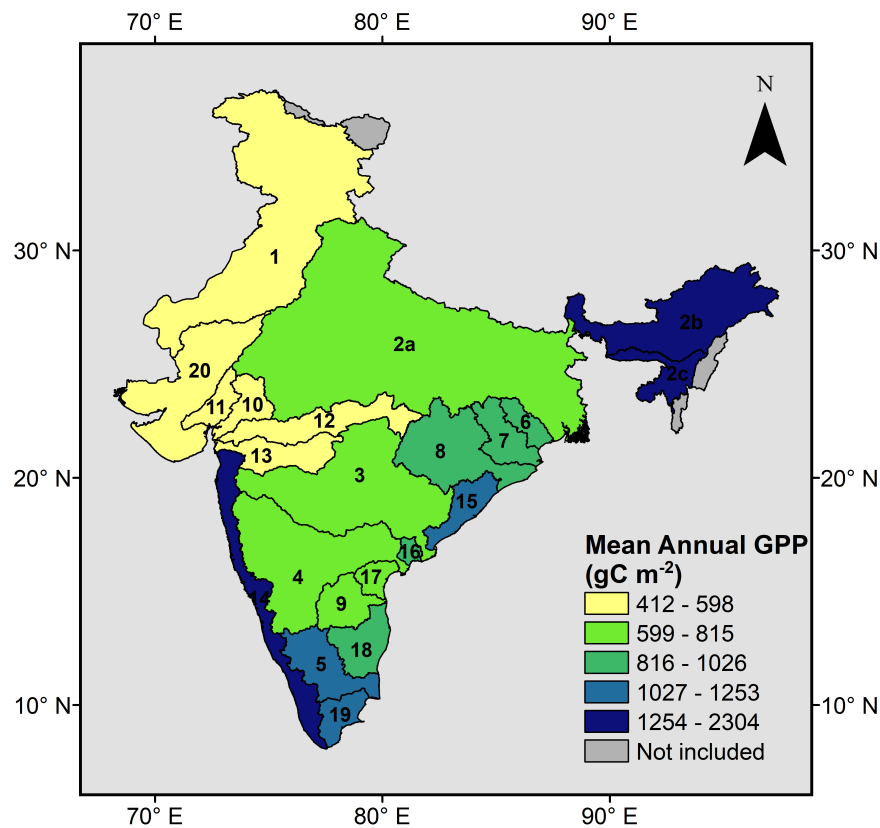 70° E 80° E 90° E
N
30° N 30° N
1
2b
2a
20 2c
11 10
12 6
13 8 7
3
15
20° N 20° N
16
4 17
14 9
18
5
19
10° N 10° N
Mean Annual GPP
(gC m-2)
412 - 598
599 - 815
816 - 1026
1027 - 1253
1254 - 2304
Not included
70° E 80° E 90° E